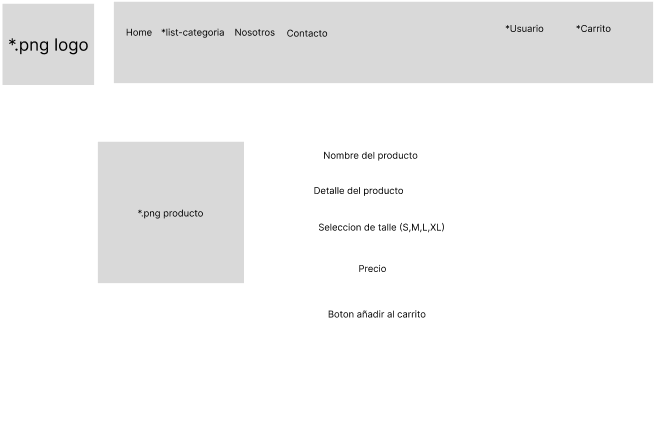 *.png logo
Home *list-categoria Nosotros Contacto *Usuario *Carrito
Nombre del producto
Detalle del producto
*.png producto
Seleccion de talle (S,M,L,XL)
Precio
Boton añadir al carrito